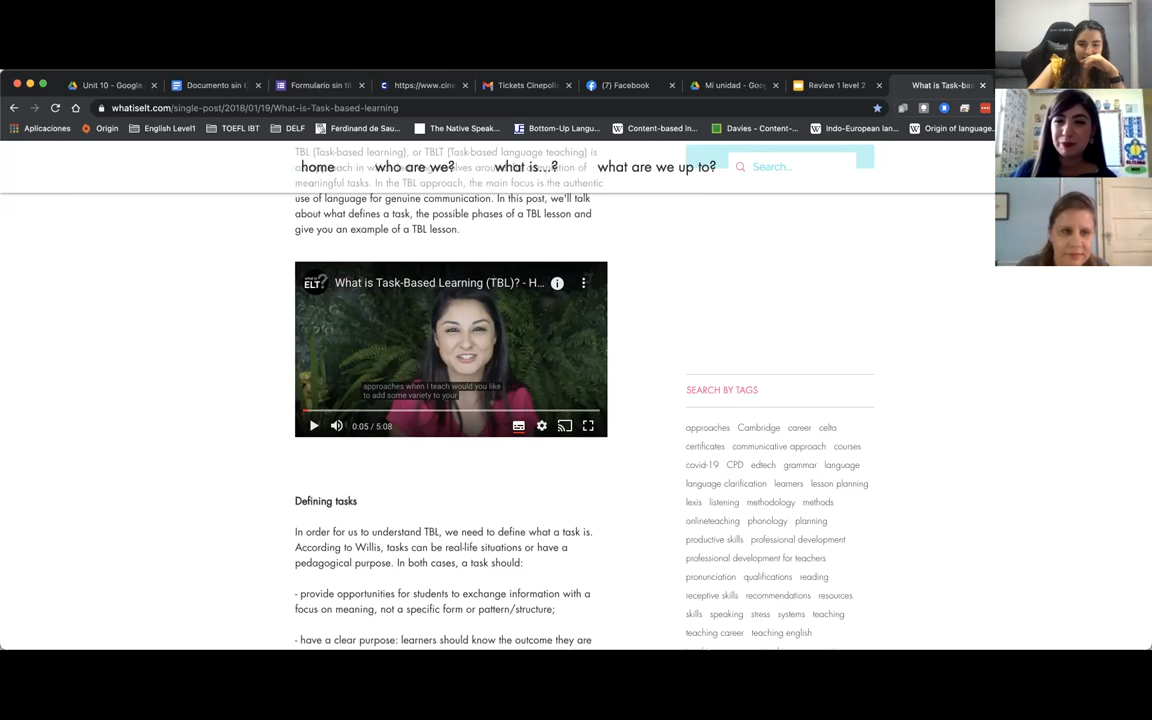 Unit 10 - Google
Documento sin t
Formulario sin tí
https://www.cine
Tickets Cinepolis
(7) Facebook
Mi unidad - Goog
Review 1 level 2
What is Task-bas
whatiselt.com/single-post/2018/01/19/What-is-Task-based-learning
Aplicaciones
Origin
English Level1
TOEFL IBT
DELF
Ferdinand de Sau...
The Native Speak...
Bottom-Up Langu...
Content-based In...
Davies - Content-...
Indo-European lan...
Origin of language
TBL (Task-based learning), or TBLT (Task-based language teaching) is
home who are we? what is...? what are we up to?
Search...
meaningful tasks. In the TBL approach, the main focus is the authentic
use of language for genuine communication. In this post, we'll talk
about what defines a task, the possible phases of a TBL lesson and
give you an example of a TBL lesson.
what is
ELT?
What is Task-Based Learning (TBL)? - H...
approaches when I teach would you like
to add some variety to your
0:05 / 5:08
SEARCH BY TAGS
approaches Cambridge career celta
certificates communicative approach courses
covid-19 CPD edtech grammar language
language clarification learners lesson planning
lexis listening methodology methods
onlineteaching phonology planning
productive skills professional development
professional development for teachers
pronunciation qualifications reading
receptive skills recommendations resources
skills speaking stress systems teaching
teaching career teaching english
Defining tasks
In order for us to understand TBL, we need to define what a task is.
According to Willis, tasks can be real-life situations or have a
pedagogical purpose. In both cases, a task should:
- provide opportunities for students to exchange information with a
focus on meaning, not a specific form or pattern/structure;
- have a clear purpose: learners should know the outcome they are